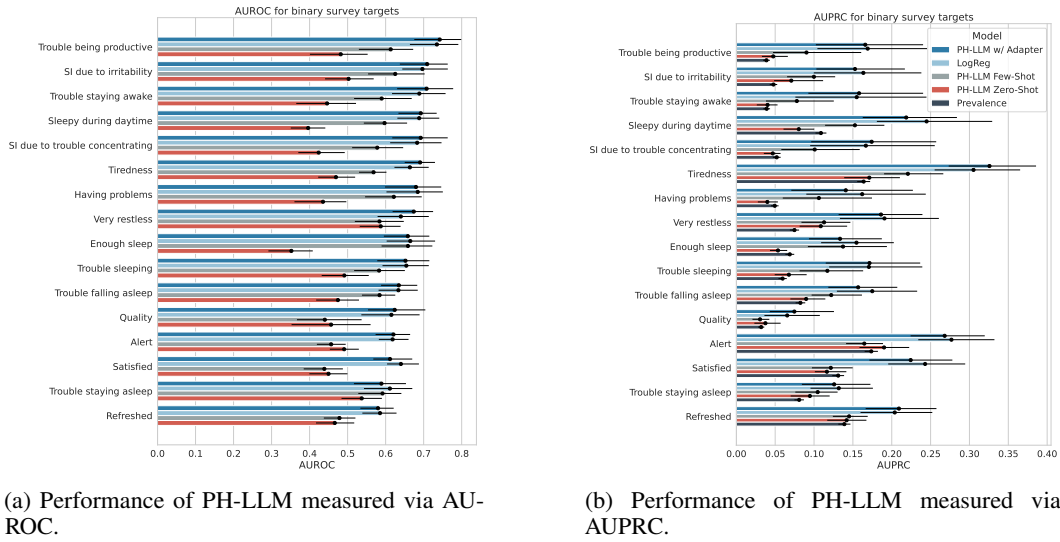 AUROC for binary survey targets
Trouble being productive
SI due to irritability
Trouble staying awake
Sleepy during daytime
SI due to trouble concentrating
Tiredness
Having problems
Very restless
Enough sleep
Trouble sleeping
Trouble falling asleep
Quality
Alert
Satisfied
Trouble staying asleep
Refreshed
0.0 0.1 0.2 0.3 0.4 0.5 0.6 0.7 0.8
AUROC
AUPRC for binary survey targets
Model
PH-LLM w/ Adapter
LogReg
PH-LLM Few-Shot
PH-LLM Zero-Shot
Prevalence
Trouble being productive
SI due to irritability
Trouble staying awake
Sleepy during daytime
SI due to trouble concentrating
Tiredness
Having problems
Very restless
Enough sleep
Trouble sleeping
Trouble falling asleep
Quality
Alert
Satisfied
Trouble staying asleep
Refreshed
0.00 0.05 0.10 0.15 0.20 0.25 0.30 0.35 0.40
AUPRC
(a) Performance of PH-LLM measured via AU-
ROC.
(b) Performance of PH-LLM measured via
AUPRC.